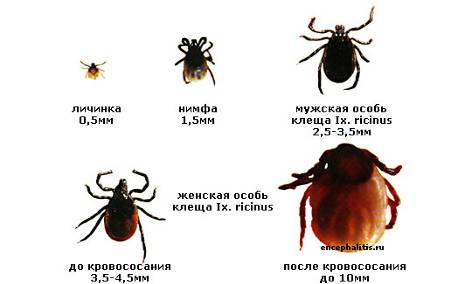 личинка
0,5мм
нимфа
1,5мм
мужская особь
клеща Ix. ricinus
2,5-3,5мм
женская особь
клеща Ix. ricinus
encephalitis.ru
до кровососания
3,5-4,5мм
после кровососания
до 10мм